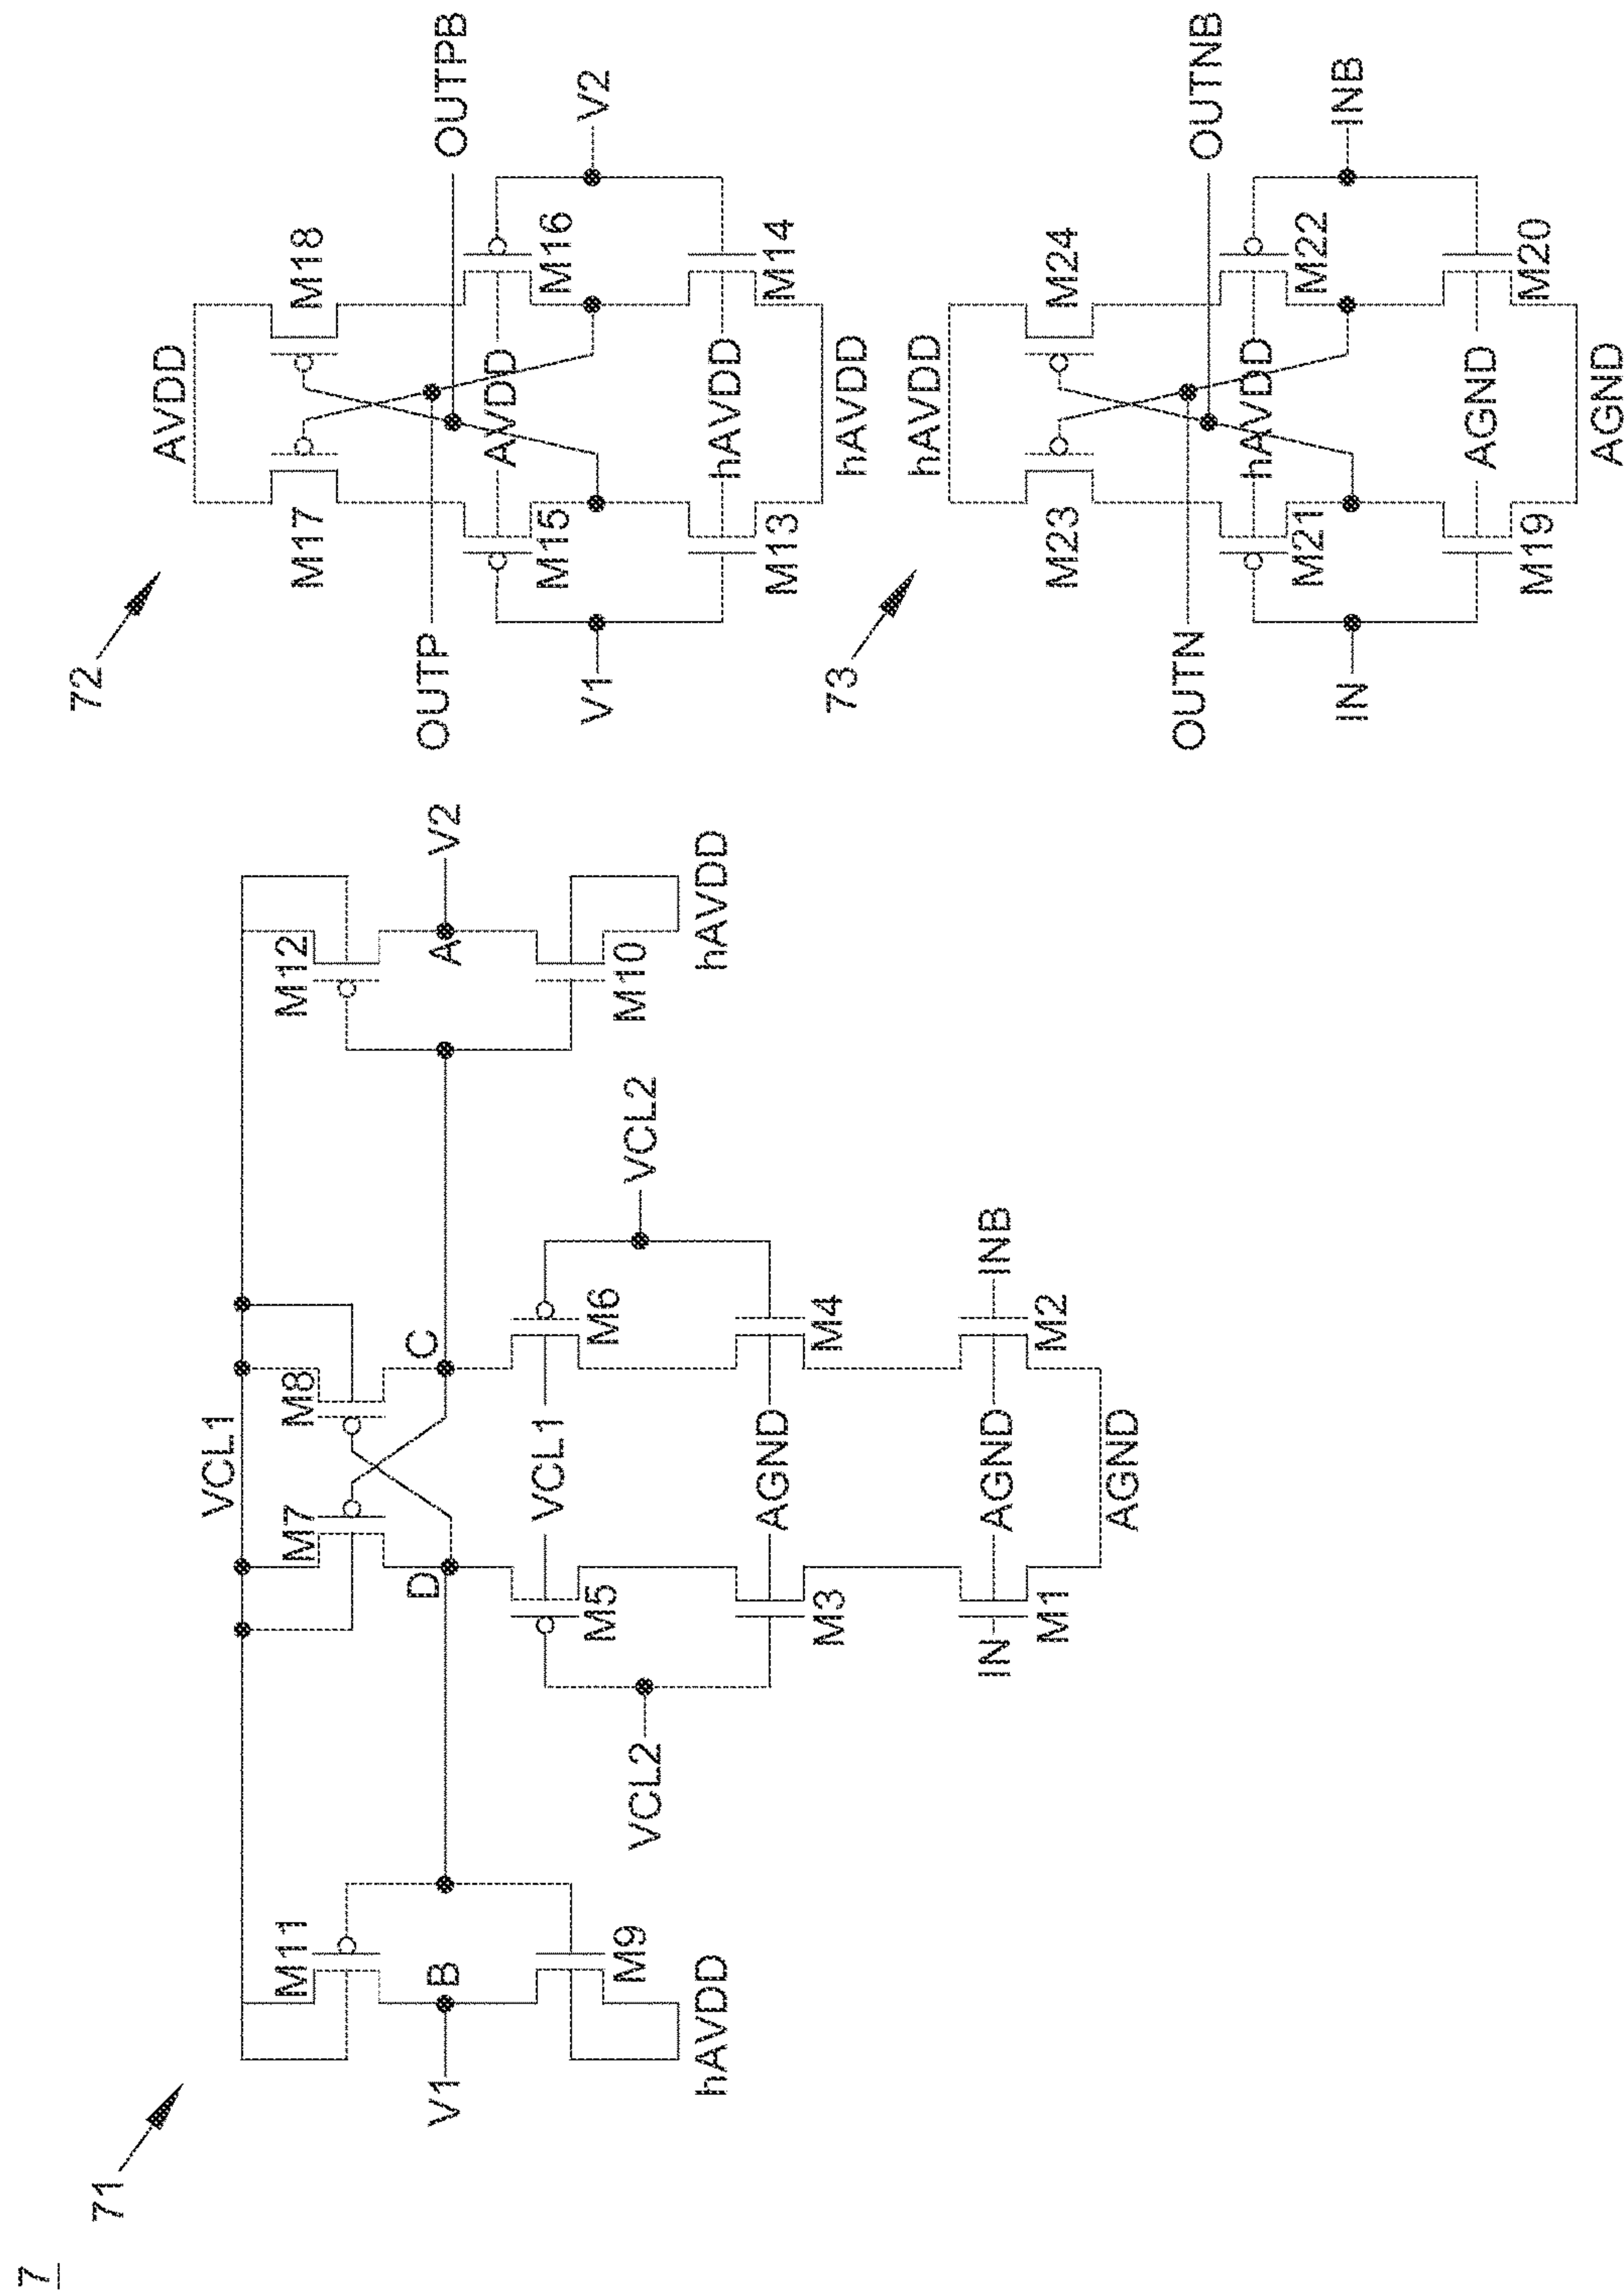 7
71
VCL1
M11
M7
M8
M12
V1
B
D
C
A
V2
M9
hAVDD
M5
VCL1
M6
M10
hAVDD
VCL2
VCL2
M3
AGND
M4
IN
AGND
INB
M1
M2
AGND
72
AVDD
M17
M18
OUTP
OUTPB
AVDD
M15
M16
V1
V2
hAVDD
M13
M14
hAVDD
73
hAVDD
M23
M24
OUTN
OUTNB
hAVDD
M21
M22
IN
INB
AGND
M19
M20
AGND